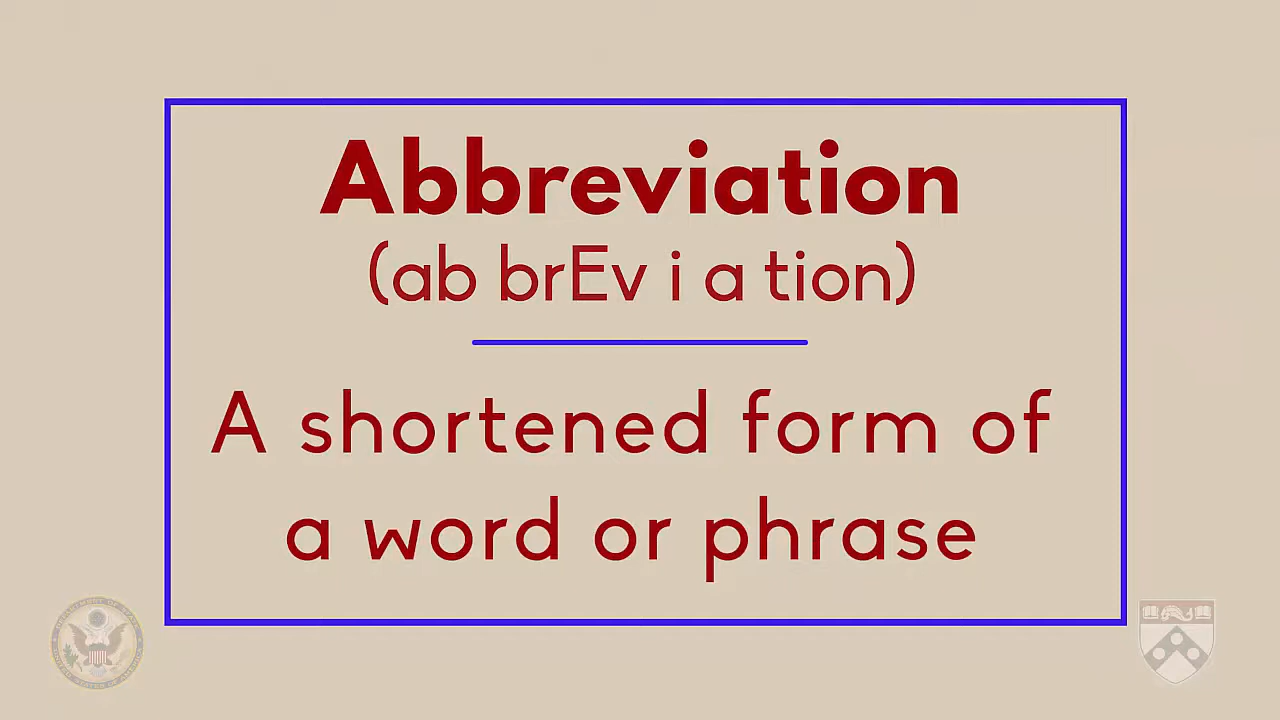 Abbreviation
(ab brEv i a tion)
A shortened form of
a word or phrase